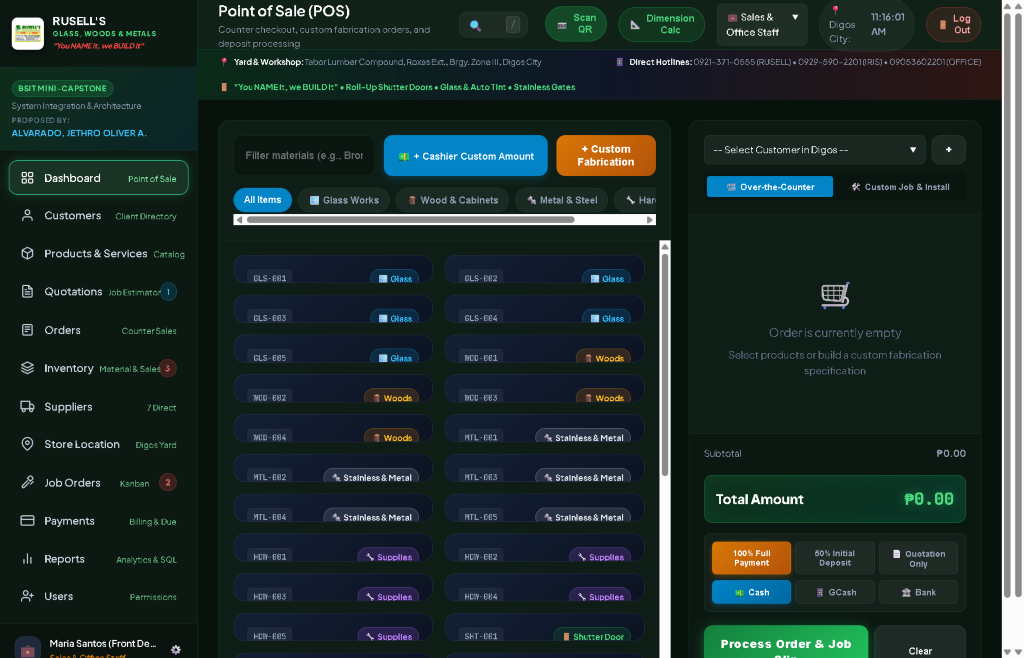 RUSELL'S
GLASS, WOODS & METALS
"You NAME it, we BUILD it"
BSIT MINI-CAPSTONE
System Integration & Architecture
PROPOSED BY:
ALVARADO, JETHRO OLIVER A.
Dashboard Point of Sale
Customers Client Directory
Products & Services Catalog
Quotations Job Estimator 1
Orders Counter Sales
Inventory Material & Sales 3
Suppliers 7 Direct
Store Location Digos Yard
Job Orders Kanban 2
Payments Billing & Due
Reports Analytics & SQL
Users Permissions
Maria Santos (Front De...
Sales & Office Staff
Point of Sale (POS)
Counter checkout, custom fabrication orders, and
deposit processing
/
Scan
QR
Dimension
Calc
Sales &
Office Staff
Digos
City:
11:16:01
AM
Log
Out
Yard & Workshop: Tabor Lumber Compound, Roxas Ext., Brgy. Zone III, Digos City
Direct Hotlines: 0921-371-0555 (RUSELL) • 0929-590-2201 (IRIS) • 09053602201 (OFFICE)
"You NAME it, we BUILD it" • Roll-Up Shutter Doors • Glass & Auto Tint • Stainless Gates
Filter materials (e.g., Bror
+ Cashier Custom Amount
+ Custom
Fabrication
All Items
Glass Works
Wood & Cabinets
Metal & Steel
Har
GLS-001 Glass
GLS-002 Glass
GLS-003 Glass
GLS-004 Glass
GLS-005 Glass
WOD-001 Woods
WOD-002 Woods
WOD-003 Woods
WOD-004 Woods
MTL-001 Stainless & Metal
MTL-002 Stainless & Metal
MTL-003 Stainless & Metal
MTL-004 Stainless & Metal
MTL-005 Stainless & Metal
HDW-001 Supplies
HDW-002 Supplies
HDW-003 Supplies
HDW-004 Supplies
HDW-005 Supplies
SHT-001 Shutter Door
-- Select Customer in Digos --
+
Over-the-Counter
Custom Job & Install
Order is currently empty
Select products or build a custom fabrication
specification
Subtotal ₱0.00
Total Amount ₱0.00
100% Full
Payment
50% Initial
Deposit
Quotation
Only
Cash
GCash
Bank
Process Order & Job
Slip
Clear